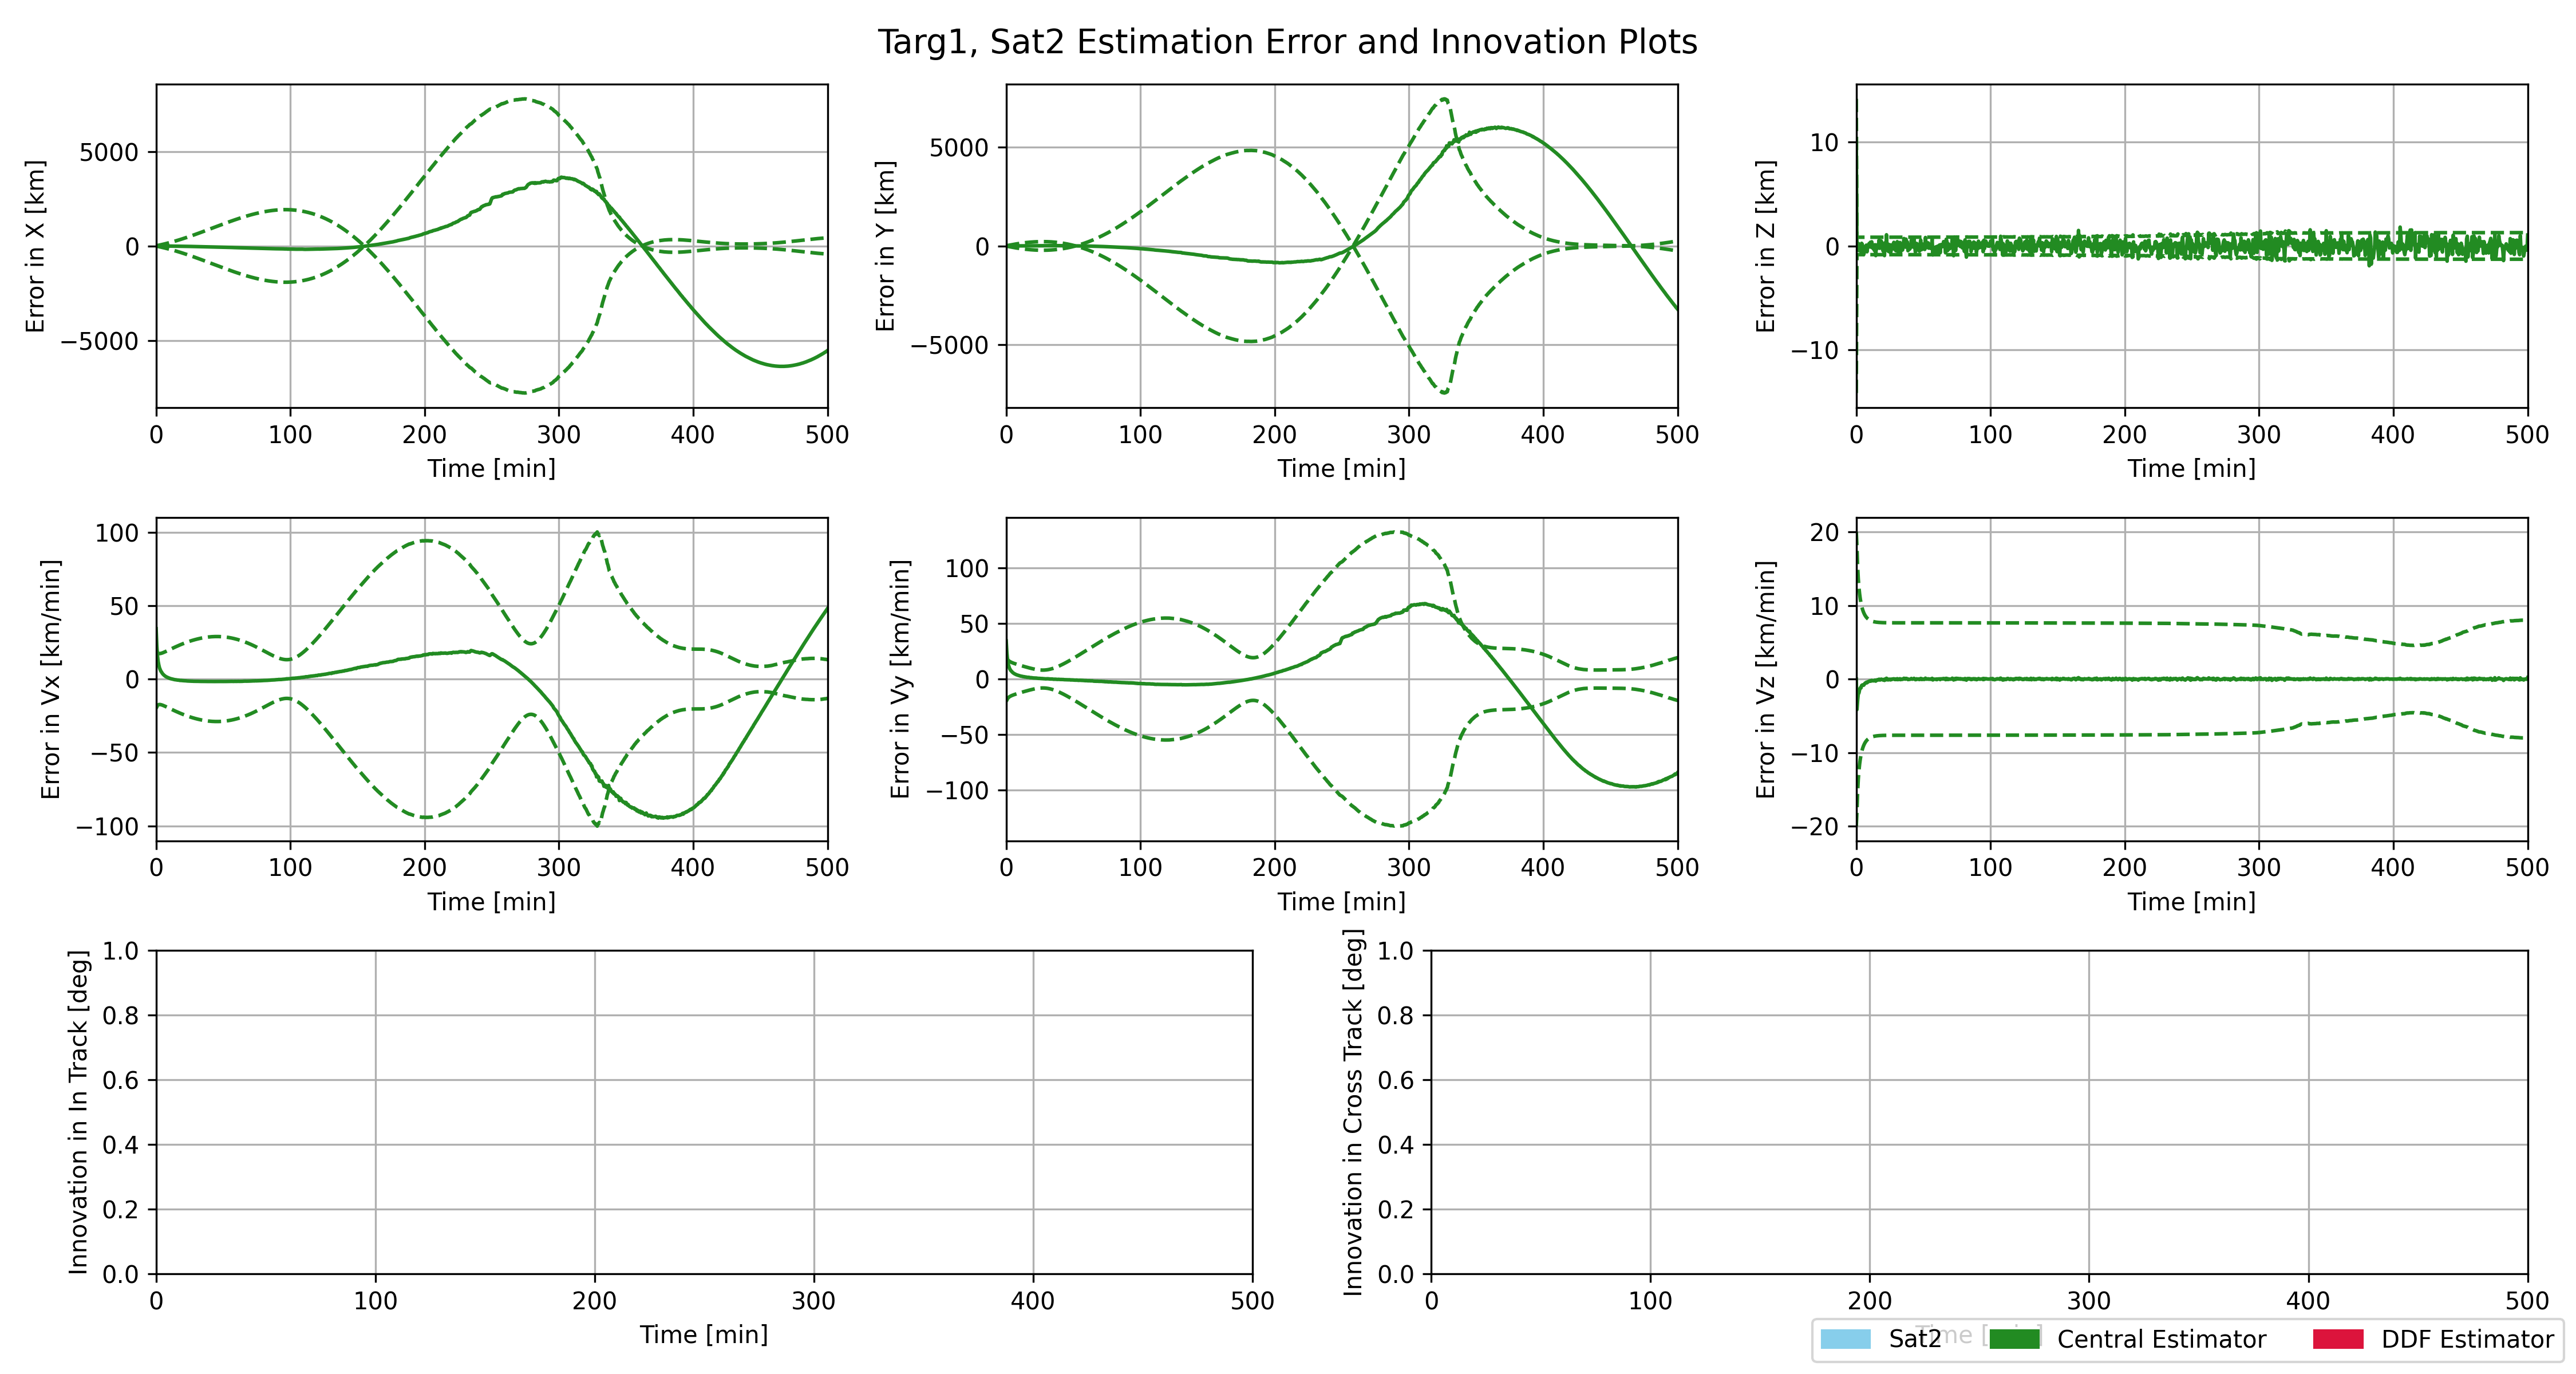 Targ1, Sat2 Estimation Error and Innovation Plots
Error in X [km]
5000
0
−5000
0 100 200 300 400 500
Time [min]
Error in Y [km]
5000
0
−5000
0 100 200 300 400 500
Time [min]
Error in Z [km]
10
0
−10
0 100 200 300 400 500
Time [min]
Error in Vx [km/min]
100
50
0
−50
−100
0 100 200 300 400 500
Time [min]
Error in Vy [km/min]
100
50
0
−50
−100
0 100 200 300 400 500
Time [min]
Error in Vz [km/min]
20
10
0
−10
−20
0 100 200 300 400 500
Time [min]
Innovation in In Track [deg]
1.0
0.8
0.6
0.4
0.2
0.0
0 100 200 300 400 500
Time [min]
Innovation in Cross Track [deg]
1.0
0.8
0.6
0.4
0.2
0.0
0 100 200 300 400 500
Sat2 Central Estimator DDF Estimator